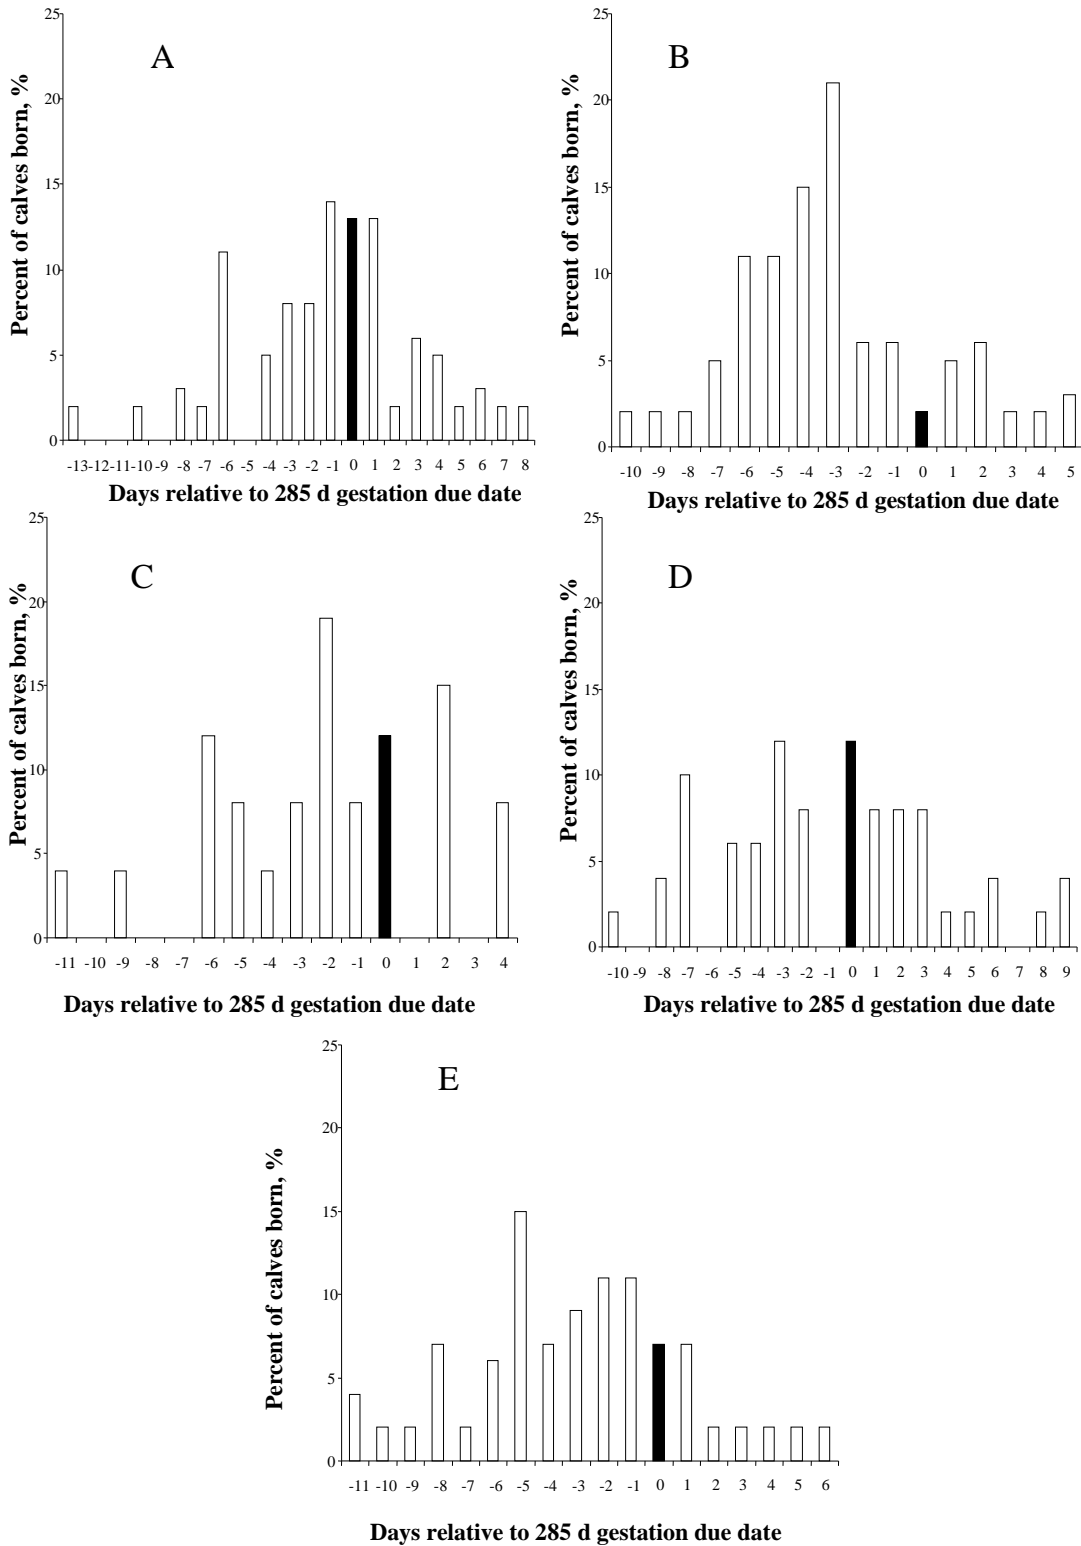 A
Percent of calves born, %
25
20
15
10
5
0
-13 -12 -11 -10 -9 -8 -7 -6 -5 -4 -3 -2 -1 0 1 2 3 4 5 6 7 8
Days relative to 285 d gestation due date
B
Percent of calves born, %
25
20
15
10
5
0
-10 -9 -8 -7 -6 -5 -4 -3 -2 -1 0 1 2 3 4 5
Days relative to 285 d gestation due date
C
Percent of calves born, %
25
20
15
10
5
0
-11 -10 -9 -8 -7 -6 -5 -4 -3 -2 -1 0 1 2 3 4
Days relative to 285 d gestation due date
D
Percent of calves born, %
25
20
15
10
5
0
-10 -9 -8 -7 -6 -5 -4 -3 -2 -1 0 1 2 3 4 5 6 7 8 9
Days relative to 285 d gestation due date
E
Percent of calves born, %
25
20
15
10
5
0
-11 -10 -9 -8 -7 -6 -5 -4 -3 -2 -1 0 1 2 3 4 5 6
Days relative to 285 d gestation due date